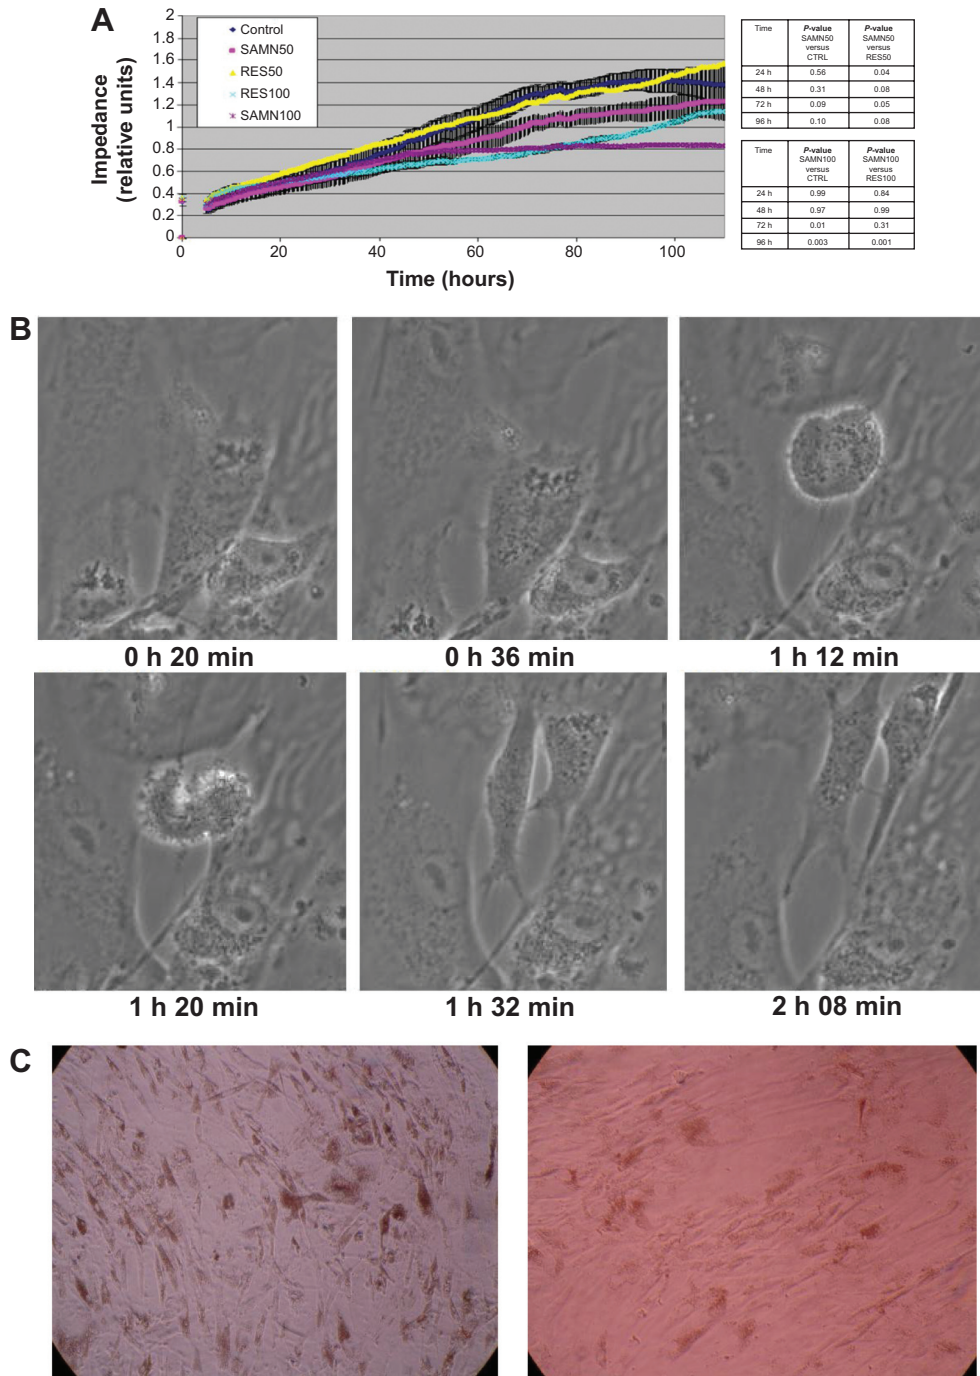 A
2
1.8
1.6
1.4
1.2
1
0.8
0.6
0.4
0.2
0
Impedance
(relative units)
Control
SAMN50
RES50
RES100
SAMN100
0 20 40 60 80 100
Time (hours)
Time P-value SAMN50 versus CTRL P-value SAMN50 versus RES50
24 h 0.56 0.04
48 h 0.31 0.08
72 h 0.09 0.05
96 h 0.10 0.08
Time P-value SAMN100 versus CTRL P-value SAMN100 versus RES100
24 h 0.99 0.84
48 h 0.97 0.99
72 h 0.01 0.31
96 h 0.003 0.001
B
0 h 20 min 0 h 36 min 1 h 12 min
1 h 20 min 1 h 32 min 2 h 08 min
C